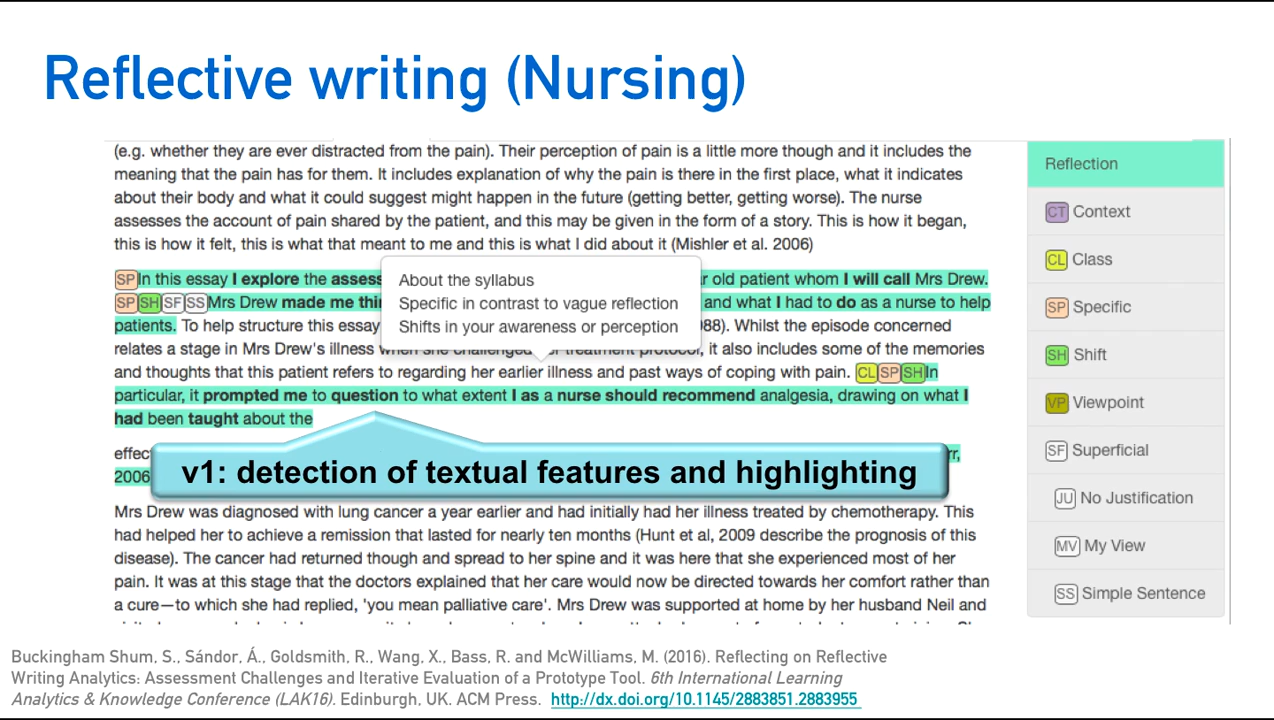 Reflective writing (Nursing)
(e.g. whether they are ever distracted from the pain). Their perception of pain is a little more though and it includes the
meaning that the pain has for them. It includes explanation of why the pain is there in the first place, what it indicates
about their body and what it could suggest might happen in the future (getting better, getting worse). The nurse
assesses the account of pain shared by the patient, and this may be given in the form of a story. This is how it began,
this is how it felt, this is what that meant to me and this is what I did about it (Mishler et al. 2006)
SP In this essay I explore the assess r old patient whom I will call Mrs Drew.
SP SH SF SS Mrs Drew made me thin and what I had to do as a nurse to help
patients. To help structure this essay 988). Whilst the episode concerned
relates a stage in Mrs Drew's illness when she challenged her treatment protocol, it also includes some of the memories
and thoughts that this patient refers to regarding her earlier illness and past ways of coping with pain. CL SP SH In
particular, it prompted me to question to what extent I as a nurse should recommend analgesia, drawing on what I
had been taught about the
About the syllabus
Specific in contrast to vague reflection
Shifts in your awareness or perception
effec rr,
2006
v1: detection of textual features and highlighting
Mrs Drew was diagnosed with lung cancer a year earlier and had initially had her illness treated by chemotherapy. This
had helped her to achieve a remission that lasted for nearly ten months (Hunt et al, 2009 describe the prognosis of this
disease). The cancer had returned though and spread to her spine and it was here that she experienced most of her
pain. It was at this stage that the doctors explained that her care would now be directed towards her comfort rather than
a cure—to which she had replied, 'you mean palliative care'. Mrs Drew was supported at home by her husband Neil and
Reflection
CT Context
CL Class
SP Specific
SH Shift
VP Viewpoint
SF Superficial
JU No Justification
MV My View
SS Simple Sentence
Buckingham Shum, S., Sándor, Á., Goldsmith, R., Wang, X., Bass, R. and McWilliams, M. (2016). Reflecting on Reflective
Writing Analytics: Assessment Challenges and Iterative Evaluation of a Prototype Tool. 6th International Learning
Analytics & Knowledge Conference (LAK16). Edinburgh, UK. ACM Press. http://dx.doi.org/10.1145/2883851.2883955